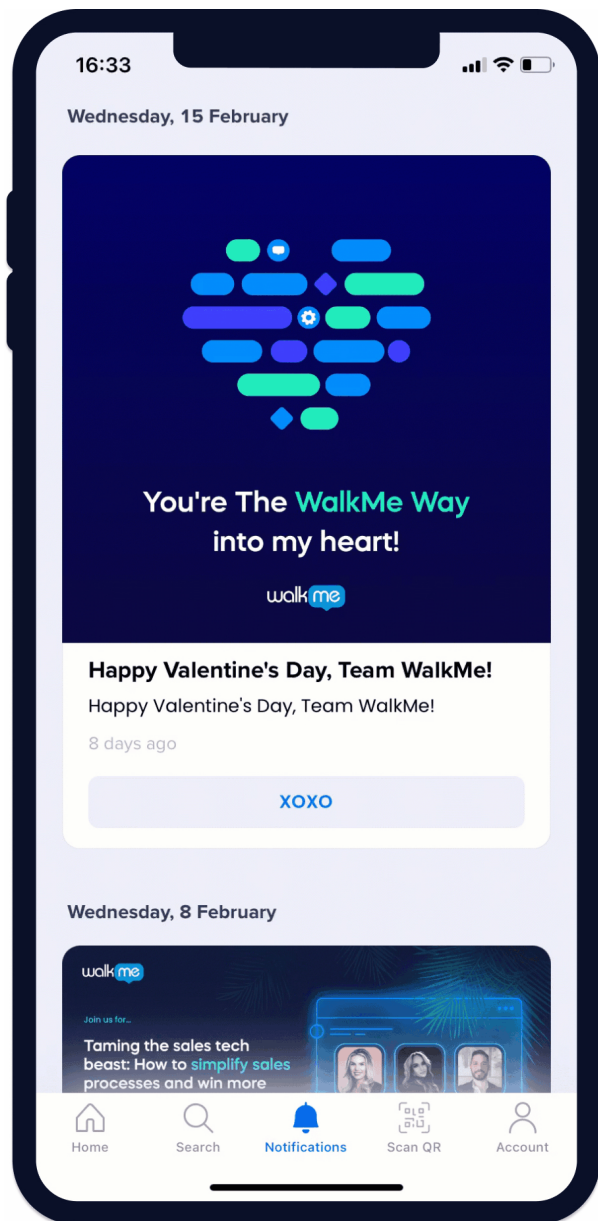 16:33
Wednesday, 15 February
You're The WalkMe Way
into my heart!
walkme
Happy Valentine's Day, Team WalkMe!
Happy Valentine's Day, Team WalkMe!
8 days ago
XOXO
Wednesday, 8 February
walkme
Join us for...
Taming the sales tech
beast: How to simplify sales
processes and win more
Home Search Notifications Scan QR Account